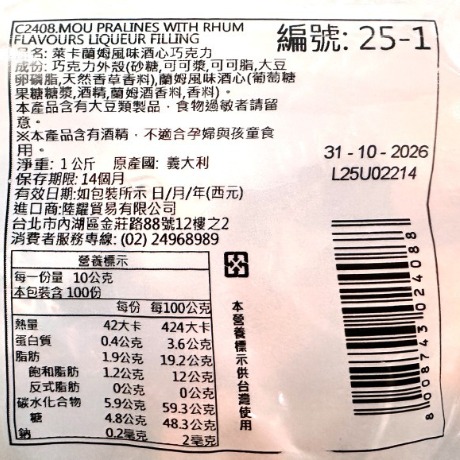 C2408.MOU PRALINES WITH RHUM
FLAVOURS LIQUEUR FILLING
編號: 25-1
品名: 萊卡蘭姆風味酒心巧克力
成份: 巧克力外殼(砂糖,可可漿,可可脂,大豆
卵磷脂,天然香草香料),蘭姆風味酒心(葡萄糖
果糖糖漿,酒精,蘭姆酒香料,香料)。
本產品含有大豆類製品,食物過敏者請留
意。
※本產品含有酒精,不適合孕婦與孩童食
用。
淨重: 1公斤 原產國: 義大利
保存期限: 14個月
有效日期:如包裝所示 日/月/年(西元)
進口商:陸羅貿易有限公司
台北市內湖區金莊路88號12樓之2
消費者服務專線: (02) 24968989
31-10-2026
L25U02214
營養標示
每一份量 10公克
本包裝含 100份
每份 每100公克
熱量 42大卡 424大卡
蛋白質 0.4公克 3.6公克
脂肪 1.9公克 19.2公克
飽和脂肪 1.2公克 12公克
反式脂肪 0公克 0公克
碳水化合物 5.9公克 59.3公克
糖 4.8公克 48.3公克
鈉 0.2毫克 2毫克
本營養標示供台灣使用
8008743024088